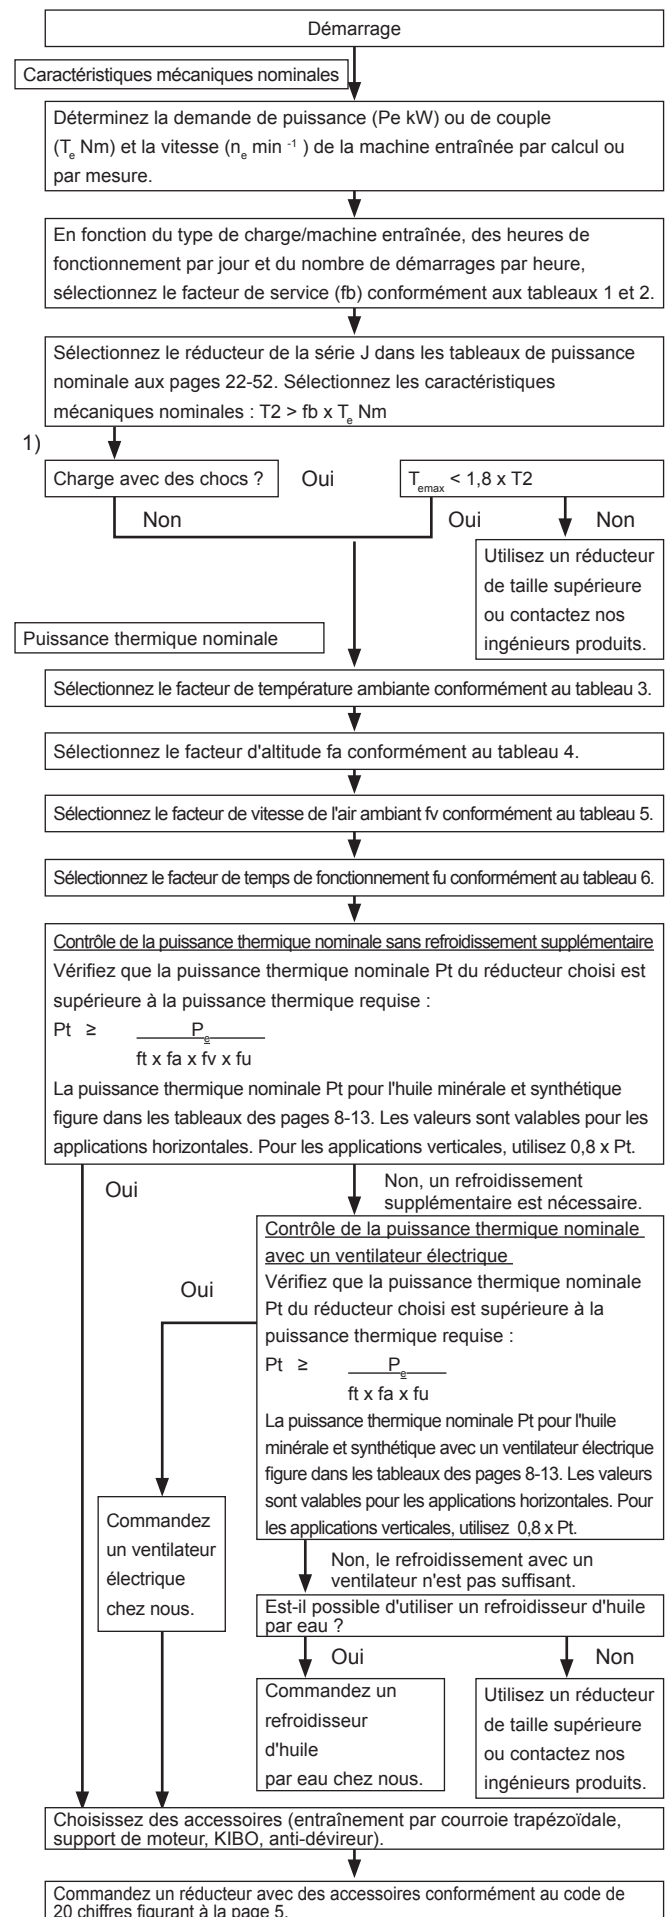 Démarrage
Caractéristiques mécaniques nominales
Déterminez la demande de puissance (Pe kW) ou de couple
(Te Nm) et la vitesse (ne min -1 ) de la machine entraînée par calcul ou
par mesure.
En fonction du type de charge/machine entraînée, des heures de
fonctionnement par jour et du nombre de démarrages par heure,
sélectionnez le facteur de service (fb) conformément aux tableaux 1 et 2.
Sélectionnez le réducteur de la série J dans les tableaux de puissance
nominale aux pages 22-52. Sélectionnez les caractéristiques
mécaniques nominales : T2 > fb x Te Nm
1)
Charge avec des chocs ? Oui Temax < 1,8 x T2
Non Oui Non
Utilisez un réducteur
de taille supérieure
ou contactez nos
ingénieurs produits.
Puissance thermique nominale
Sélectionnez le facteur de température ambiante conformément au tableau 3.
Sélectionnez le facteur d'altitude fa conformément au tableau 4.
Sélectionnez le facteur de vitesse de l'air ambiant fv conformément au tableau 5.
Sélectionnez le facteur de temps de fonctionnement fu conformément au tableau 6.
Contrôle de la puissance thermique nominale sans refroidissement supplémentaire
Vérifiez que la puissance thermique nominale Pt du réducteur choisi est
supérieure à la puissance thermique requise :
Pt ≥ Pe
ft x fa x fv x fu
La puissance thermique nominale Pt pour l'huile minérale et synthétique
figure dans les tableaux des pages 8-13. Les valeurs sont valables pour les
applications horizontales. Pour les applications verticales, utilisez 0,8 x Pt.
Oui
Non, un refroidissement
supplémentaire est nécessaire.
Contrôle de la puissance thermique nominale
avec un ventilateur électrique
Vérifiez que la puissance thermique nominale
Pt du réducteur choisi est supérieure à la
puissance thermique requise :
Pt ≥ Pe
ft x fa x fu
La puissance thermique nominale Pt pour l'huile
minérale et synthétique avec un ventilateur électrique
figure dans les tableaux des pages 8-13. Les valeurs
sont valables pour les applications horizontales. Pour
les applications verticales, utilisez 0,8 x Pt.
Oui
Commandez
un ventilateur
électrique
chez nous.
Non, le refroidissement avec un
ventilateur n'est pas suffisant.
Est-il possible d'utiliser un refroidisseur d'huile
par eau ?
Oui Non
Commandez un
refroidisseur
d'huile
par eau chez nous.
Utilisez un réducteur
de taille supérieure
ou contactez nos
ingénieurs produits.
Choisissez des accessoires (entraînement par courroie trapézoïdale,
support de moteur, KIBO, anti-dévireur).
Commandez un réducteur avec des accessoires conformément au code de
20 chiffres figurant à la page 5.